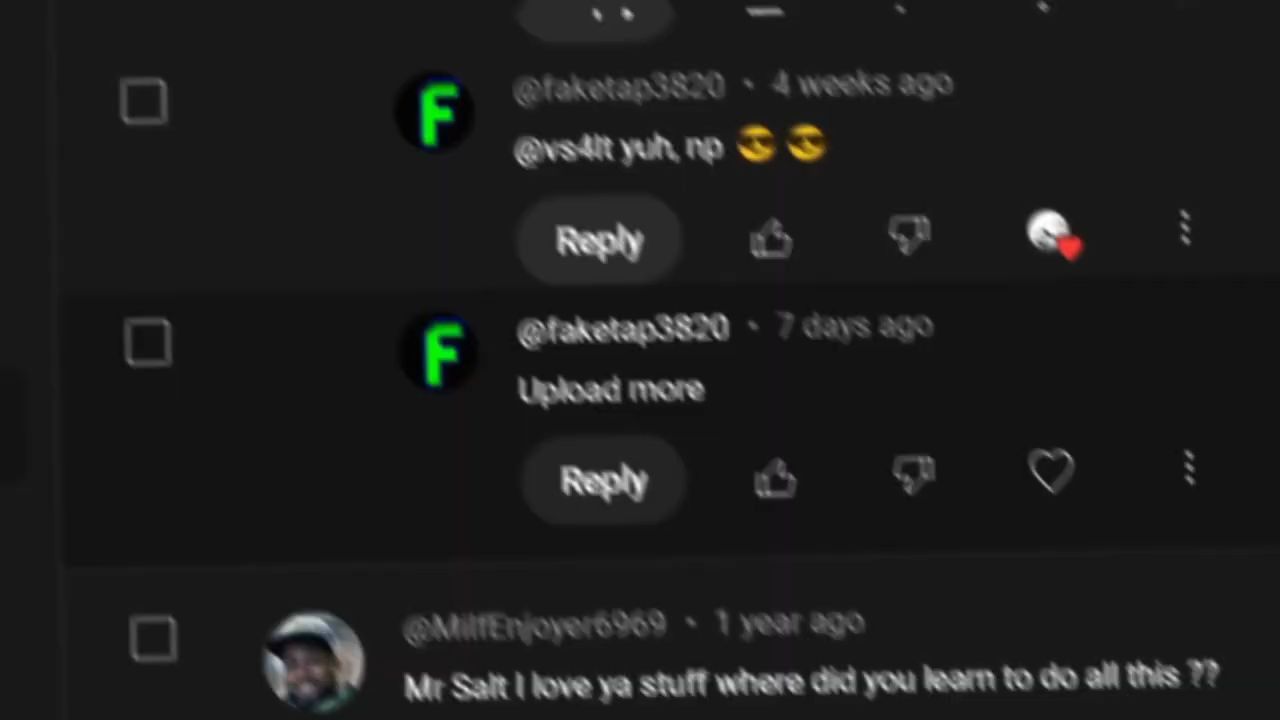 @faketap3820 • 4 weeks ago
@vs4lt yuh, np 😎 😎
Reply
@faketap3820 • 7 days ago
Upload more
Reply
@MilfEnjoyer6969 • 1 year ago
Mr Salt I love ya stuff where did you learn to do all this ??